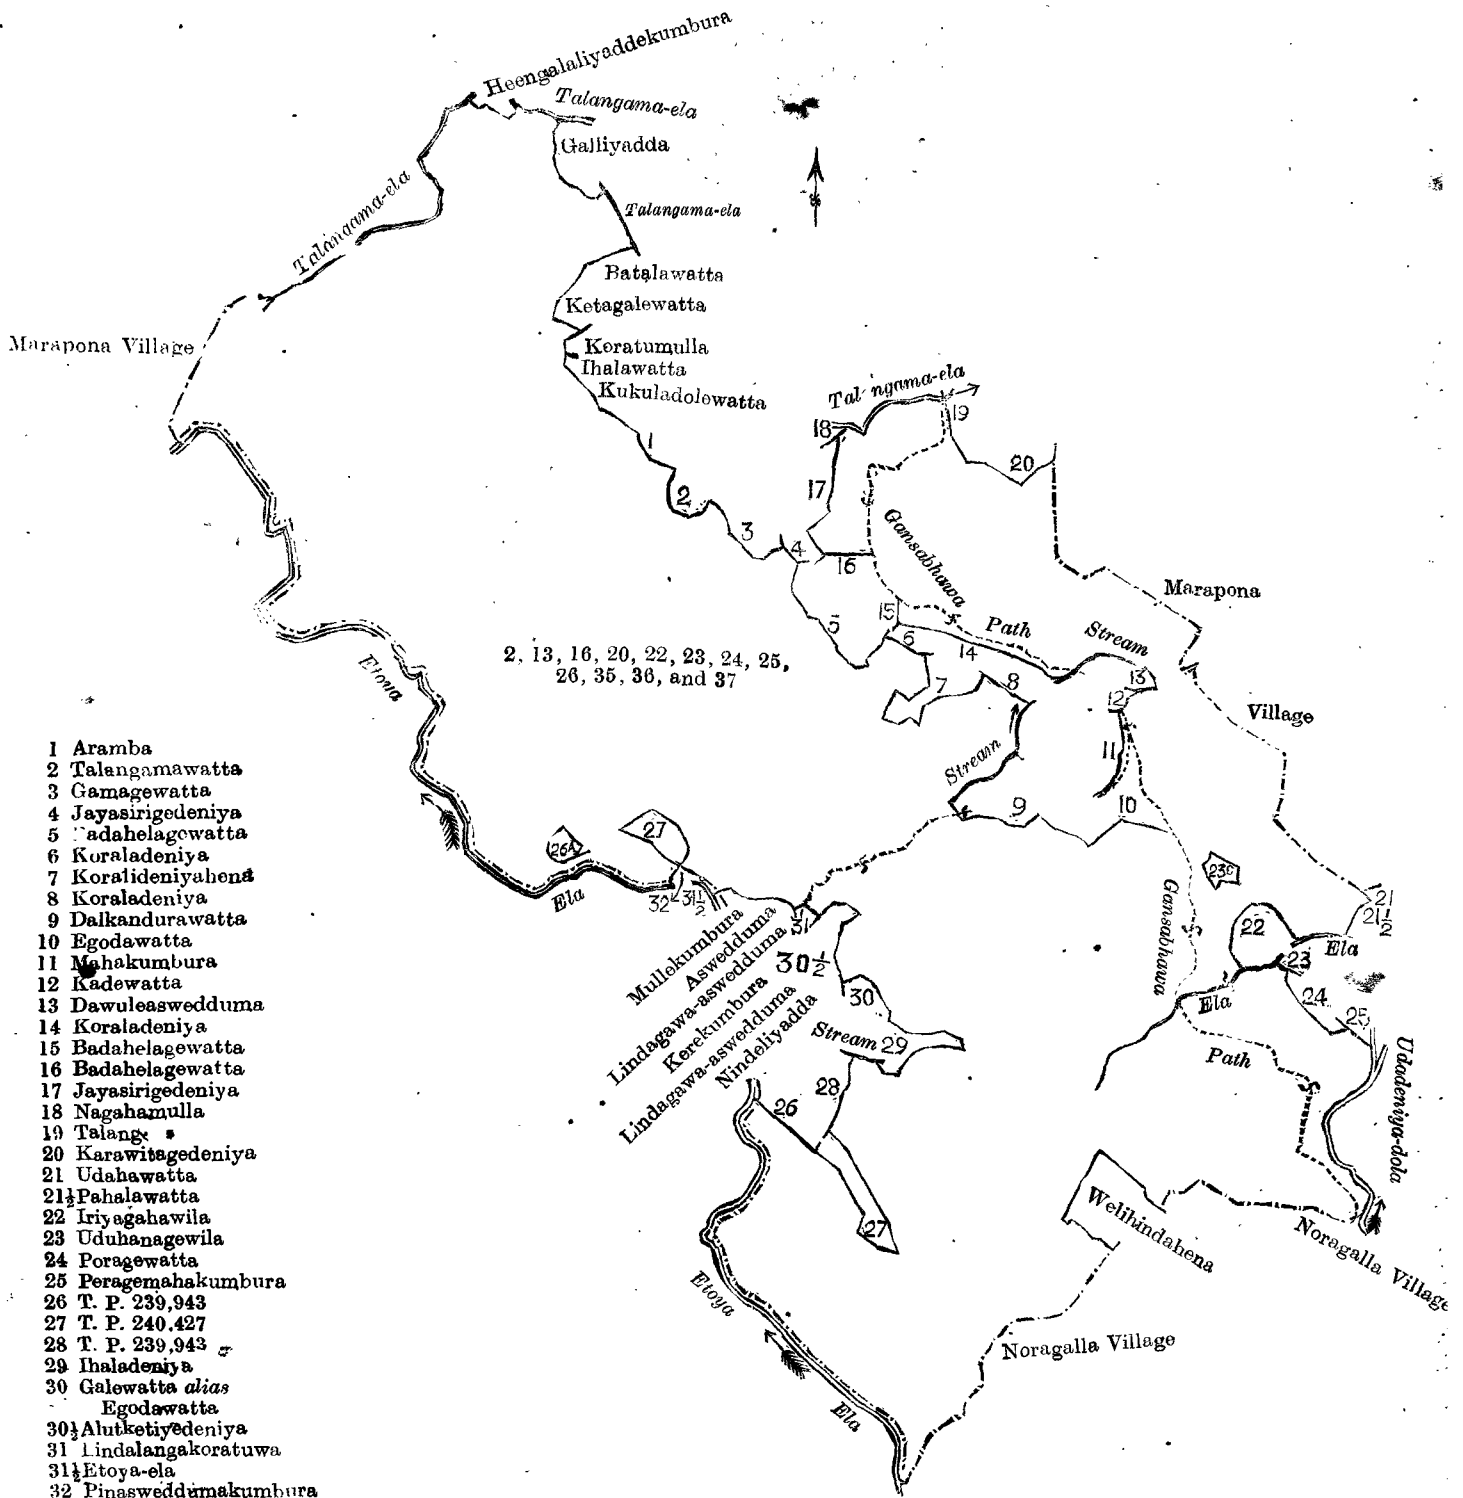 Heengalaliyaddekumbura
Talangama-ela
Galliyadda
Talangama-ela
Talangama-ela
Batalawatta
Ketagalewatta
Marapona Village
Koratumulla
Ihalawatta
Kukuladolewatta
Talangama-ela
18
19
1
20
17
2
3
Gansabhawa
4
16
Marapona
15
5
Path
Stream
6
14
2, 13, 16, 20, 22, 23, 24, 25,
26, 35, 36, and 37
Etoya
13
7
8
12
Village
11
Stream
9
10
27
26A
23C
Ela
32
31½
Gansabhawa
21
21½
31
22
Ela
Mullekumbura
Aswedduma
Lindagawa-aswedduma
Kerekumbura
Lindagawa-aswedduma
Nindeliyadda
30½
23
30
24
Ela
25
Stream
29
Path
Udadeniya-dola
28
26
27
Welihindahena
Noragalla Village
Etoya
Noragalla Village
Ela
1 Aramba
2 Talangamawatta
3 Gamagewatta
4 Jayasirigedeniya
5 adahelagewatta
6 Koraladeniya
7 Koralideniyahena
8 Koraladeniya
9 Dalkandurawatta
10 Egodawatta
11 Mahakumbura
12 Kadewatta
13 Dawuleaswedduma
14 Koraladeniya
15 Badahelagewatta
16 Badahelagewatta
17 Jayasirigedeniya
18 Nagahamulla
19 Talang
20 Karawitagedeniya
21 Udahawatta
21½ Pahalawatta
22 Iriyagahawila
23 Uduhanagewila
24 Poragewatta
25 Peragemahakumbura
26 T. P. 239,943
27 T. P. 240,427
28 T. P. 239,943
29 Ihaladeniya
30 Galewatta alias
Egodawatta
30½ Alutketiyedeniya
31 Lindalangakoratuwa
31½ Etoya-ela
32 Pinasweddumakumbura